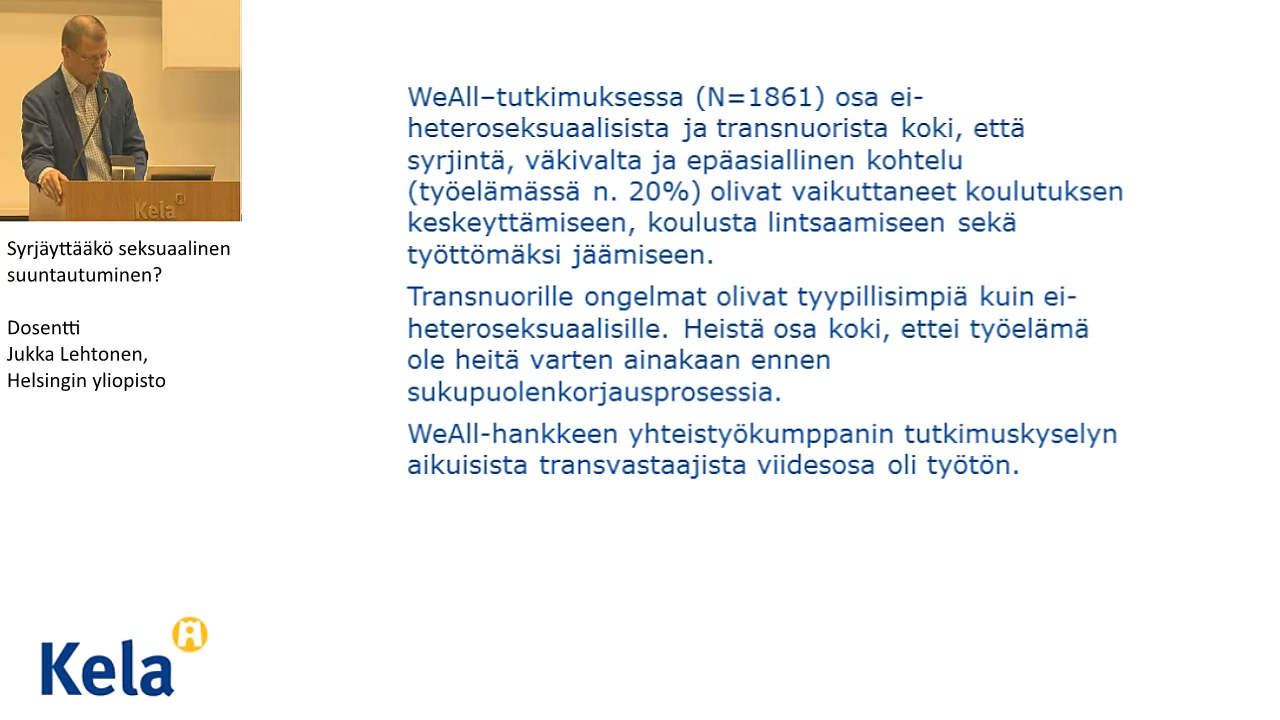 Kela
Syrjäyttääkö seksuaalinen
suuntautuminen?
Dosentti
Jukka Lehtonen,
Helsingin yliopisto
WeAll–tutkimuksessa (N=1861) osa ei-
heteroseksuaalisista ja transnuorista koki, että
syrjintä, väkivalta ja epäasiallinen kohtelu
(työelämässä n. 20%) olivat vaikuttaneet koulutuksen
keskeyttämiseen, koulusta lintsaamiseen sekä
työttömäksi jäämiseen.
Transnuorille ongelmat olivat tyypillisimpiä kuin ei-
heteroseksuaalisille. Heistä osa koki, ettei työelämä
ole heitä varten ainakaan ennen
sukupuolenkorjausprosessia.
WeAll-hankkeen yhteistyökumppanin tutkimuskyselyn
aikuisista transvastaajista viidesosa oli työtön.
Kela